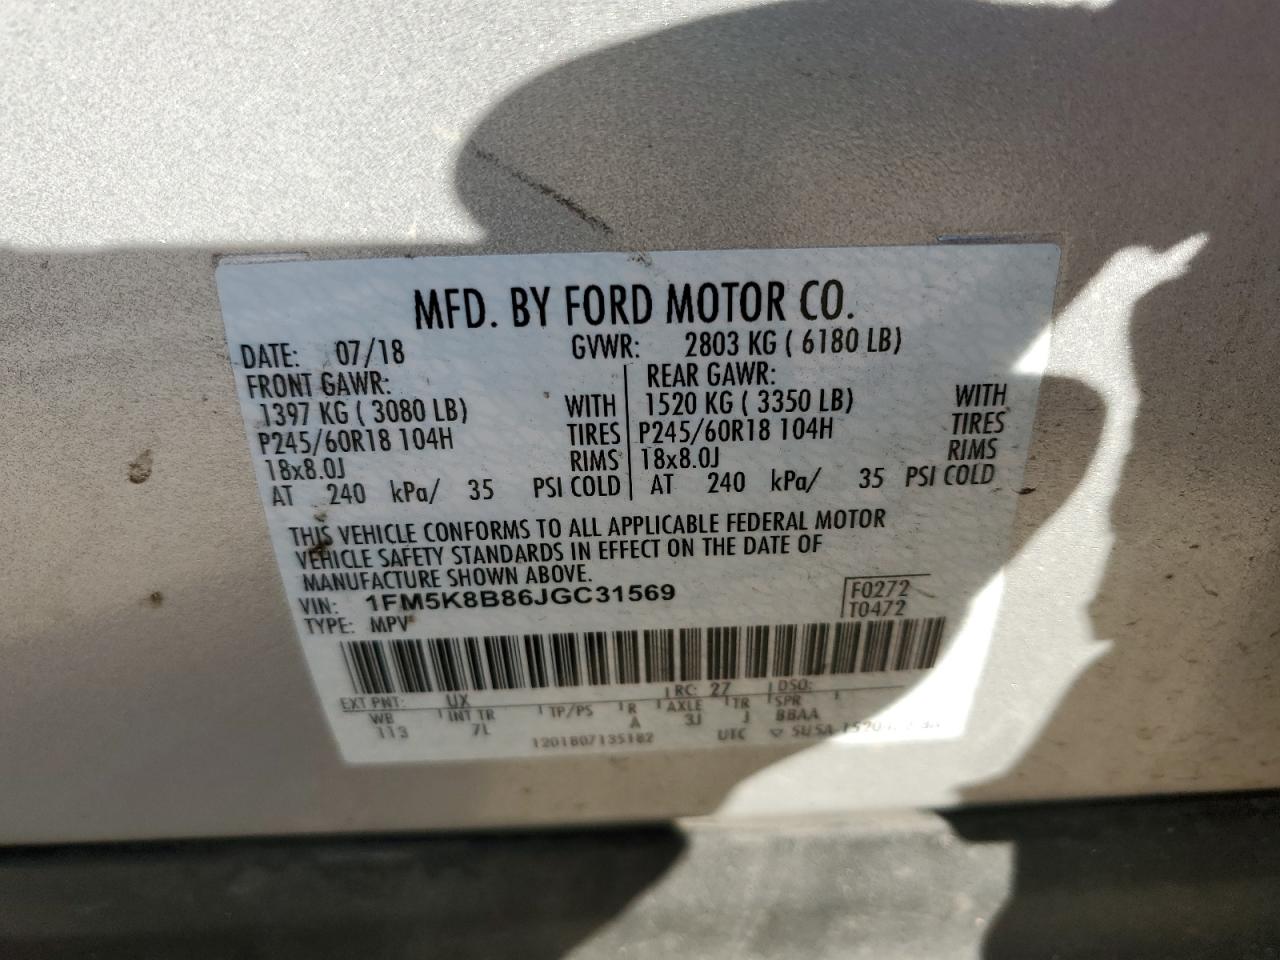 MFD. BY FORD MOTOR CO.
DATE: 07/18 GVWR: 2803 KG ( 6180 LB)
FRONT GAWR: REAR GAWR:
1397 KG ( 3080 LB) WITH 1520 KG ( 3350 LB) WITH
P245/60R18 104H TIRES P245/60R18 104H TIRES
18x8.0J RIMS 18x8.0J RIMS
AT 240 kPa/ 35 PSI COLD AT 240 kPa/ 35 PSI COLD
THIS VEHICLE CONFORMS TO ALL APPLICABLE FEDERAL MOTOR
VEHICLE SAFETY STANDARDS IN EFFECT ON THE DATE OF
MANUFACTURE SHOWN ABOVE.
VIN: 1FM5K8B86JGC31569 F0272
TYPE: MPV T0472
EXT PNT: UX RC: 27 DSO:
WB INT TR TP/PS R AXLE TR SPR
113 7L A 3J J BBAA
1201807135182 UTC